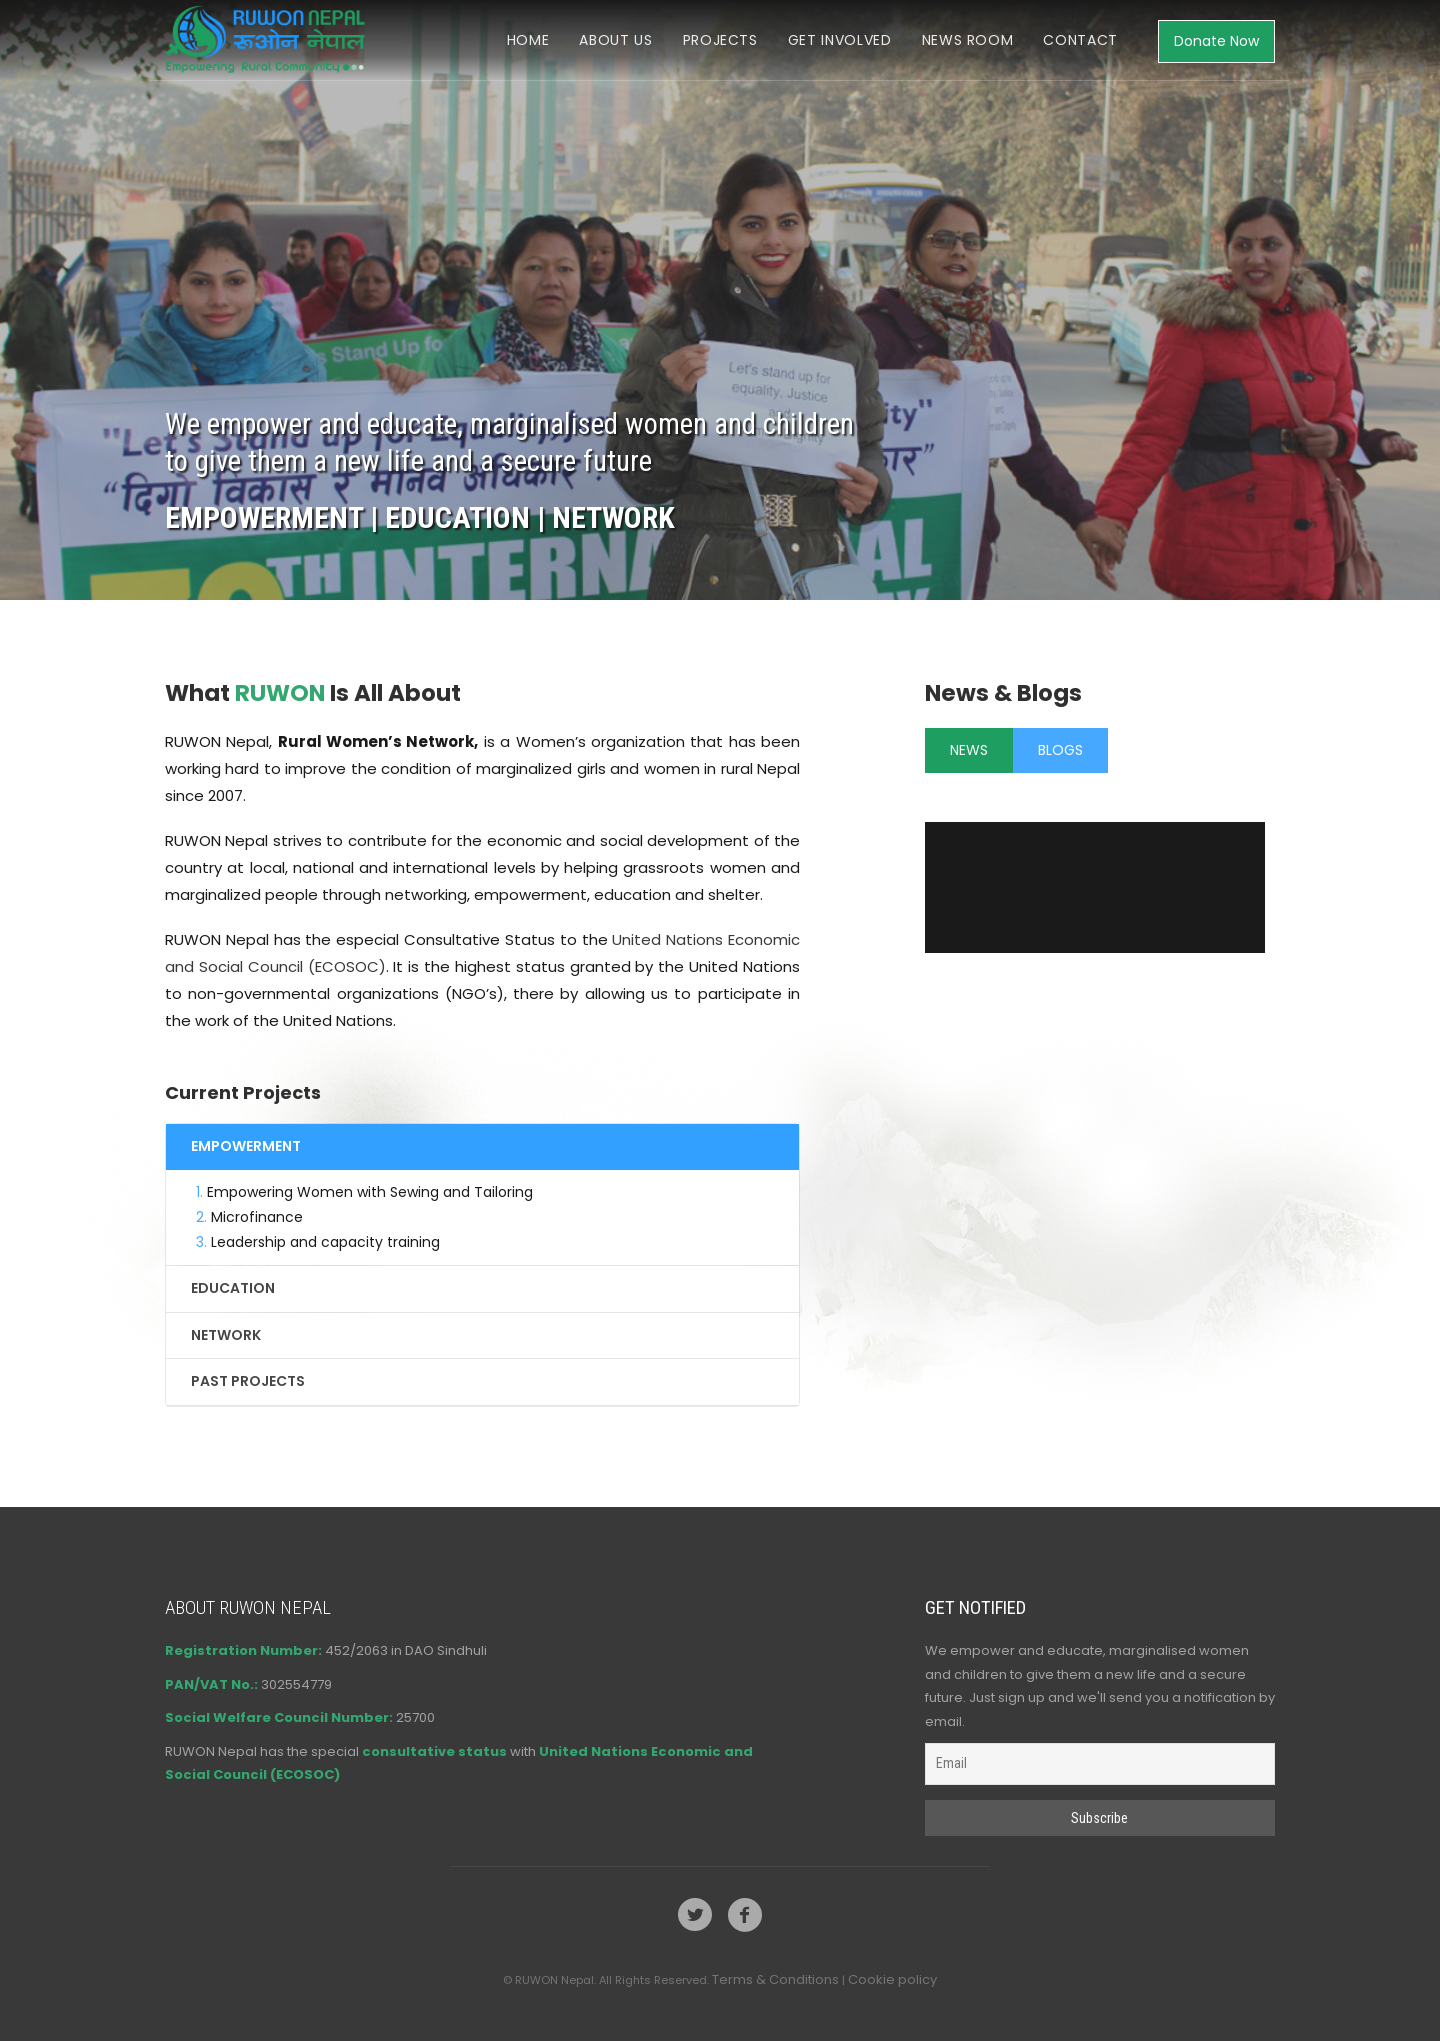 RUWON NEPAL
रूओन नेपाल
Empowering Rural Community
HOME
ABOUT US
PROJECTS
GET INVOLVED
NEWS ROOM
CONTACT
Donate Now
Let's stand up for
equality, Justice
We empower and educate, marginalised women and children
to give them a new life and a secure future
"दिगो विकास र मानव अधिकार"
EMPOWERMENT | EDUCATION | NETWORK
70TH INTERNATIONAL
What RUWON Is All About
RUWON Nepal, Rural Women’s Network, is a Women’s organization that has been
working hard to improve the condition of marginalized girls and women in rural Nepal
since 2007.
RUWON Nepal strives to contribute for the economic and social development of the
country at local, national and international levels by helping grassroots women and
marginalized people through networking, empowerment, education and shelter.
RUWON Nepal has the especial Consultative Status to the United Nations Economic
and Social Council (ECOSOC). It is the highest status granted by the United Nations
to non-governmental organizations (NGO’s), there by allowing us to participate in
the work of the United Nations.
Current Projects
EMPOWERMENT
1. Empowering Women with Sewing and Tailoring
2. Microfinance
3. Leadership and capacity training
EDUCATION
NETWORK
PAST PROJECTS
News & Blogs
NEWS
BLOGS
ABOUT RUWON NEPAL
Registration Number: 452/2063 in DAO Sindhuli
PAN/VAT No.: 302554779
Social Welfare Council Number: 25700
RUWON Nepal has the special consultative status with United Nations Economic and
Social Council (ECOSOC)
GET NOTIFIED
We empower and educate, marginalised women
and children to give them a new life and a secure
future. Just sign up and we'll send you a notification by
email.
Email
Subscribe
© RUWON Nepal. All Rights Reserved. Terms & Conditions | Cookie policy